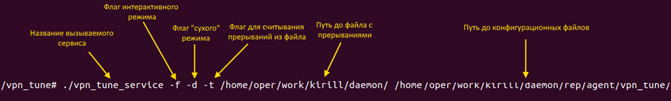 Флаг интерактивного
режима
Название вызываемого
сервиса
Флаг "сухого"
режима
Флаг для считывания
прерываний из файла
Путь до файла с
прерываниями
Путь до конфигурационных файлов
/vpn_tune# ./vpn_tune_service -f -d -t /home/oper/work/kirill/daemon/ /home/oper/work/kirill/daemon/rep/agent/vpn_tune/